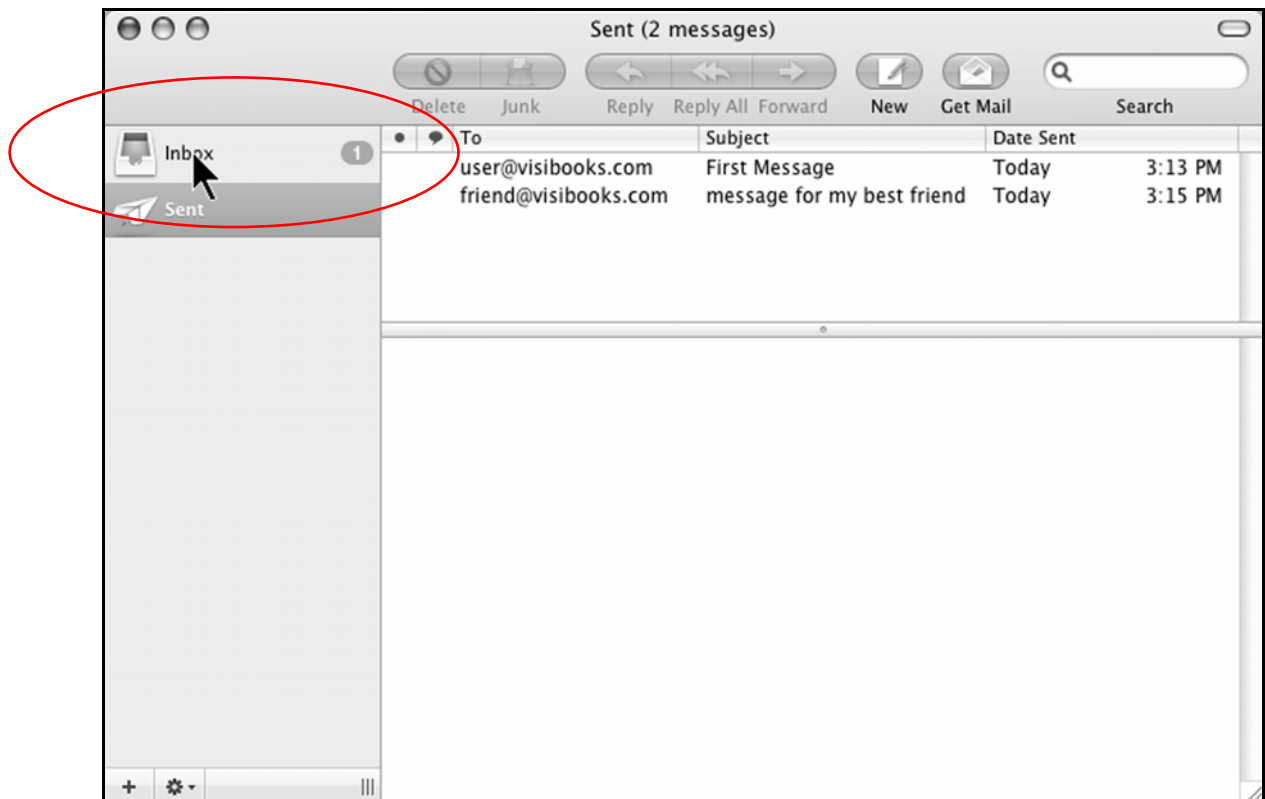 Sent (2 messages)
Delete Junk Reply Reply All Forward New Get Mail Search
Inbox 1
Sent
To Subject Date Sent
user@visibooks.com First Message Today 3:13 PM
friend@visibooks.com message for my best friend Today 3:15 PM